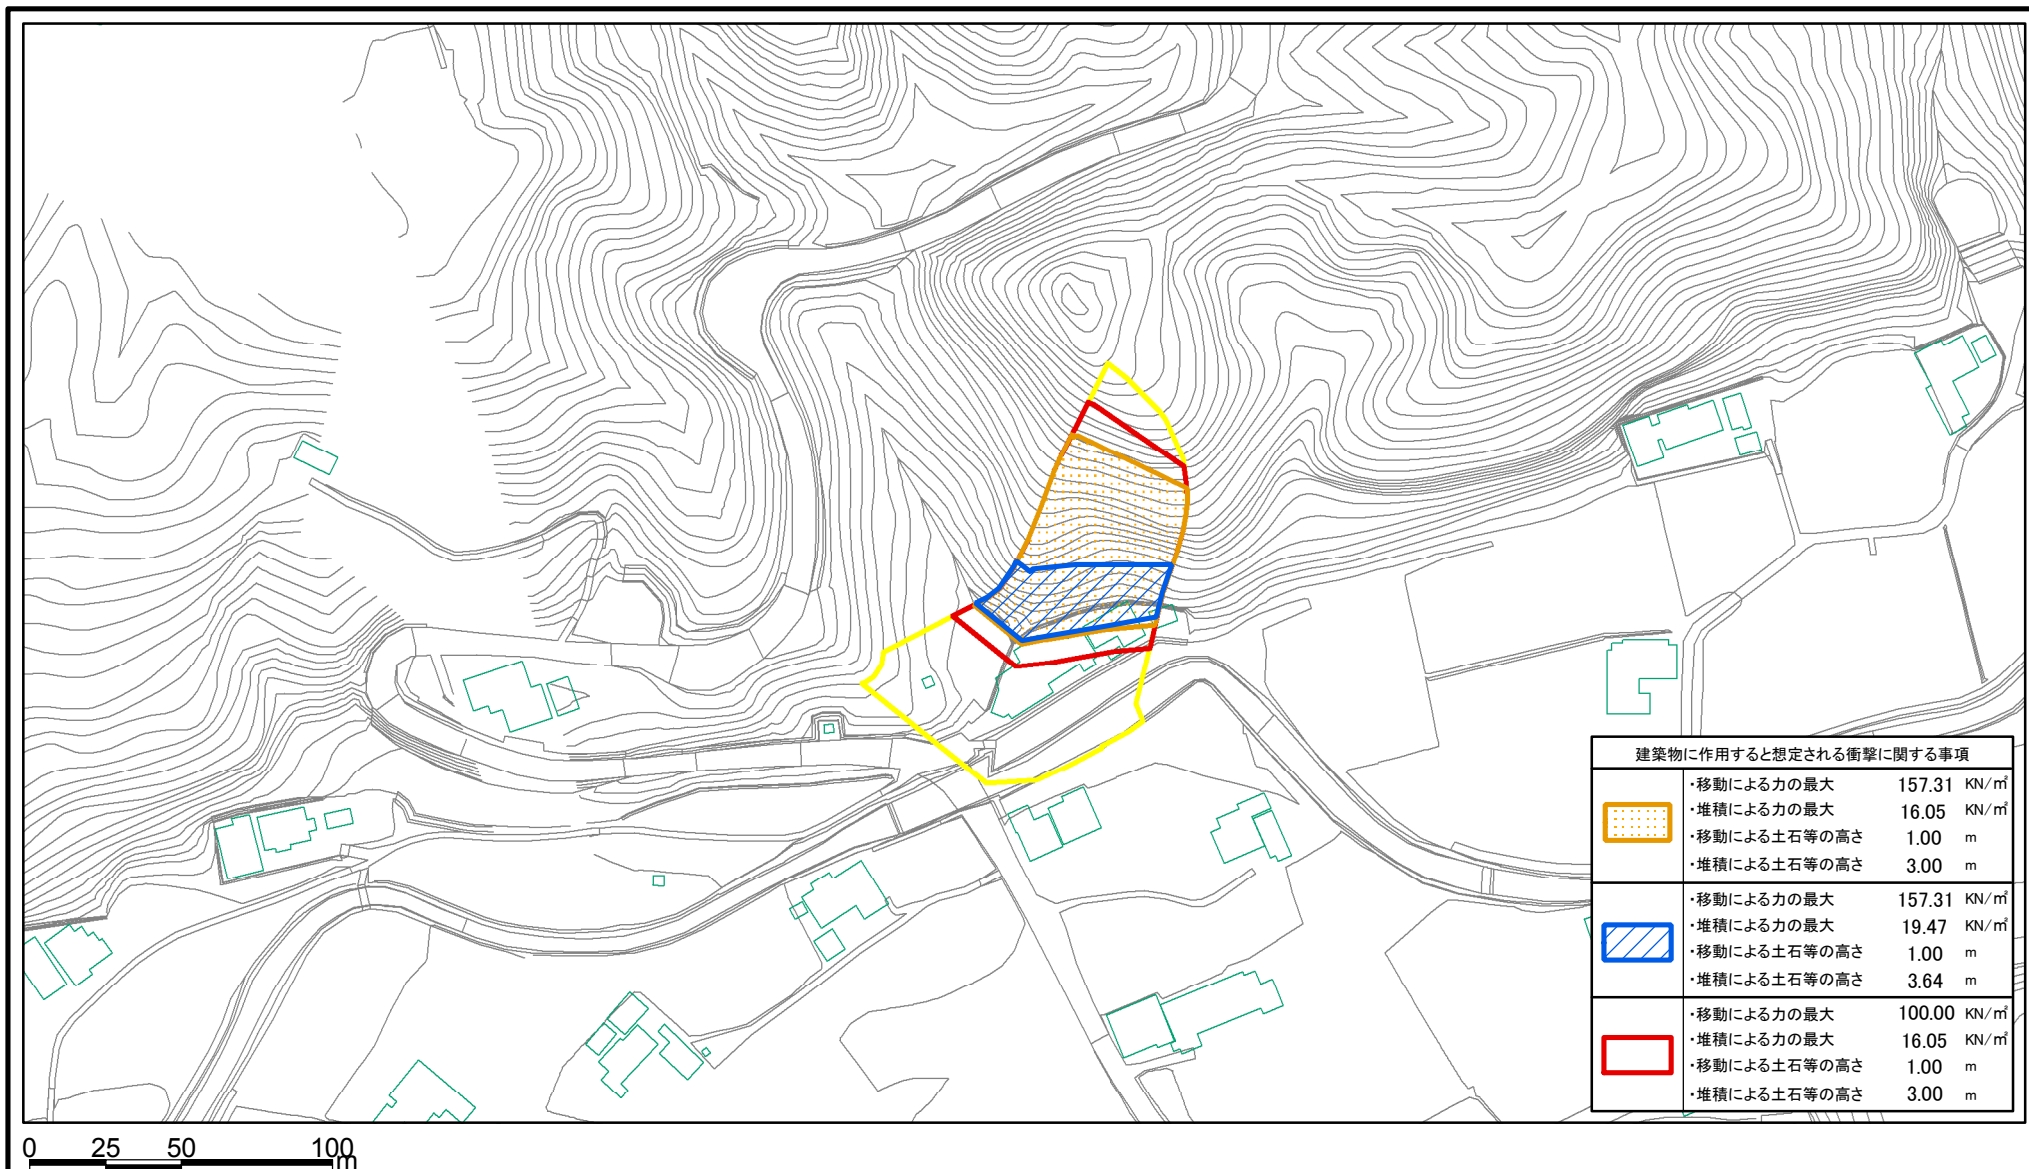 建築物に作用すると想定される衝撃に関する事項
・移動による力の最大 157.31 KN/㎡
・堆積による力の最大 16.05 KN/㎡
・移動による土石等の高さ 1.00 m
・堆積による土石等の高さ 3.00 m
・移動による力の最大 157.31 KN/㎡
・堆積による力の最大 19.47 KN/㎡
・移動による土石等の高さ 1.00 m
・堆積による土石等の高さ 3.64 m
・移動による力の最大 100.00 KN/㎡
・堆積による力の最大 16.05 KN/㎡
・移動による土石等の高さ 1.00 m
・堆積による土石等の高さ 3.00 m
0 25 50 100
m